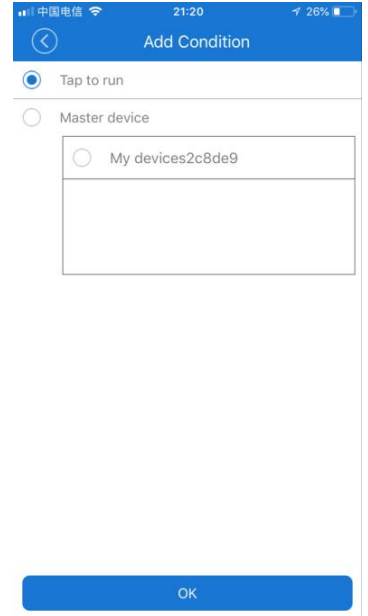 中国电信 21:20 26%
Add Condition
Tap to run
Master device
My devices2c8de9
OK